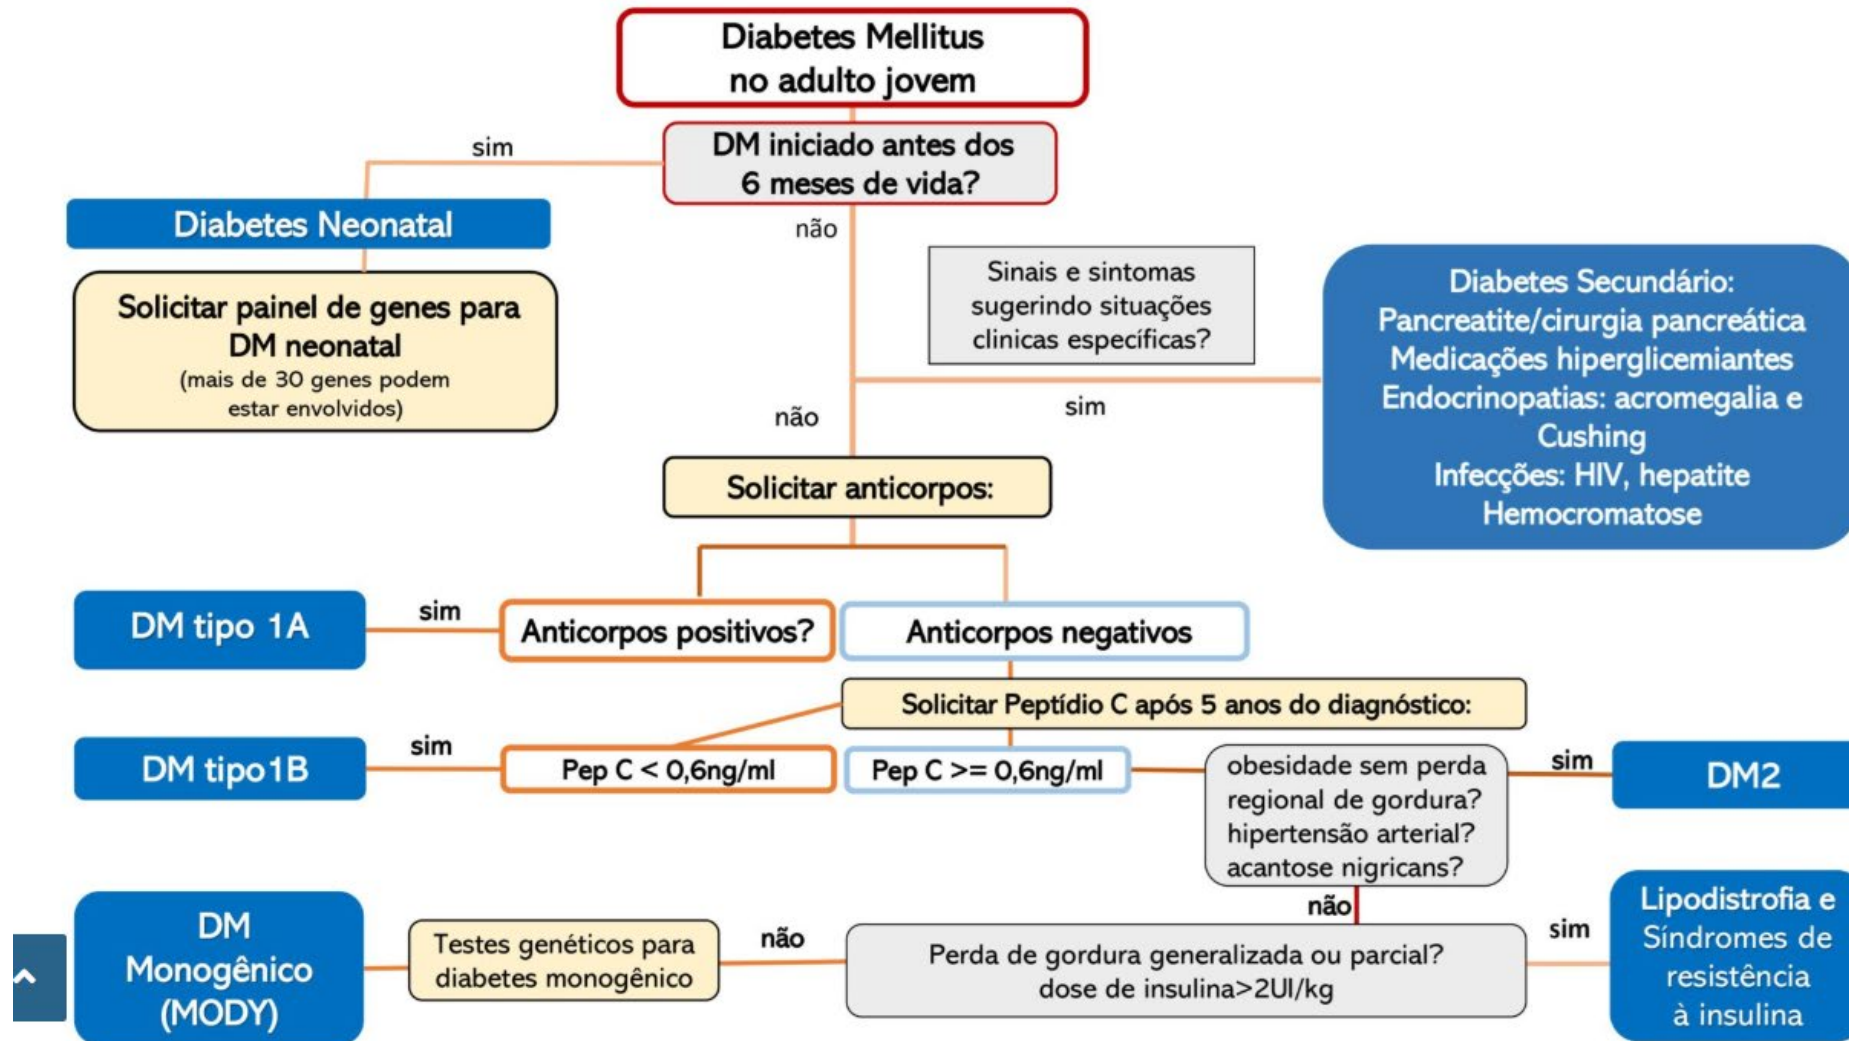 Diabetes Mellitus
no adulto jovem
sim
DM iniciado antes dos
6 meses de vida?
Diabetes Neonatal
não
Solicitar painel de genes para
DM neonatal
(mais de 30 genes podem
estar envolvidos)
Sinais e sintomas
sugerindo situações
clinicas específicas?
Diabetes Secundário:
Pancreatite/cirurgia pancreática
Medicações hiperglicemiantes
Endocrinopatias: acromegalia e
Cushing
Infecções: HIV, hepatite
Hemocromatose
não
sim
Solicitar anticorpos:
DM tipo 1A
sim
Anticorpos positivos?
Anticorpos negativos
Solicitar Peptídio C após 5 anos do diagnóstico:
DM tipo1B
sim
Pep C < 0,6ng/ml
Pep C >= 0,6ng/ml
obesidade sem perda
regional de gordura?
hipertensão arterial?
acantose nigricans?
sim
DM2
não
DM
Monogênico
(MODY)
Testes genéticos para
diabetes monogênico
não
Perda de gordura generalizada ou parcial?
dose de insulina>2UI/kg
sim
Lipodistrofia e
Síndromes de
resistência
à insulina